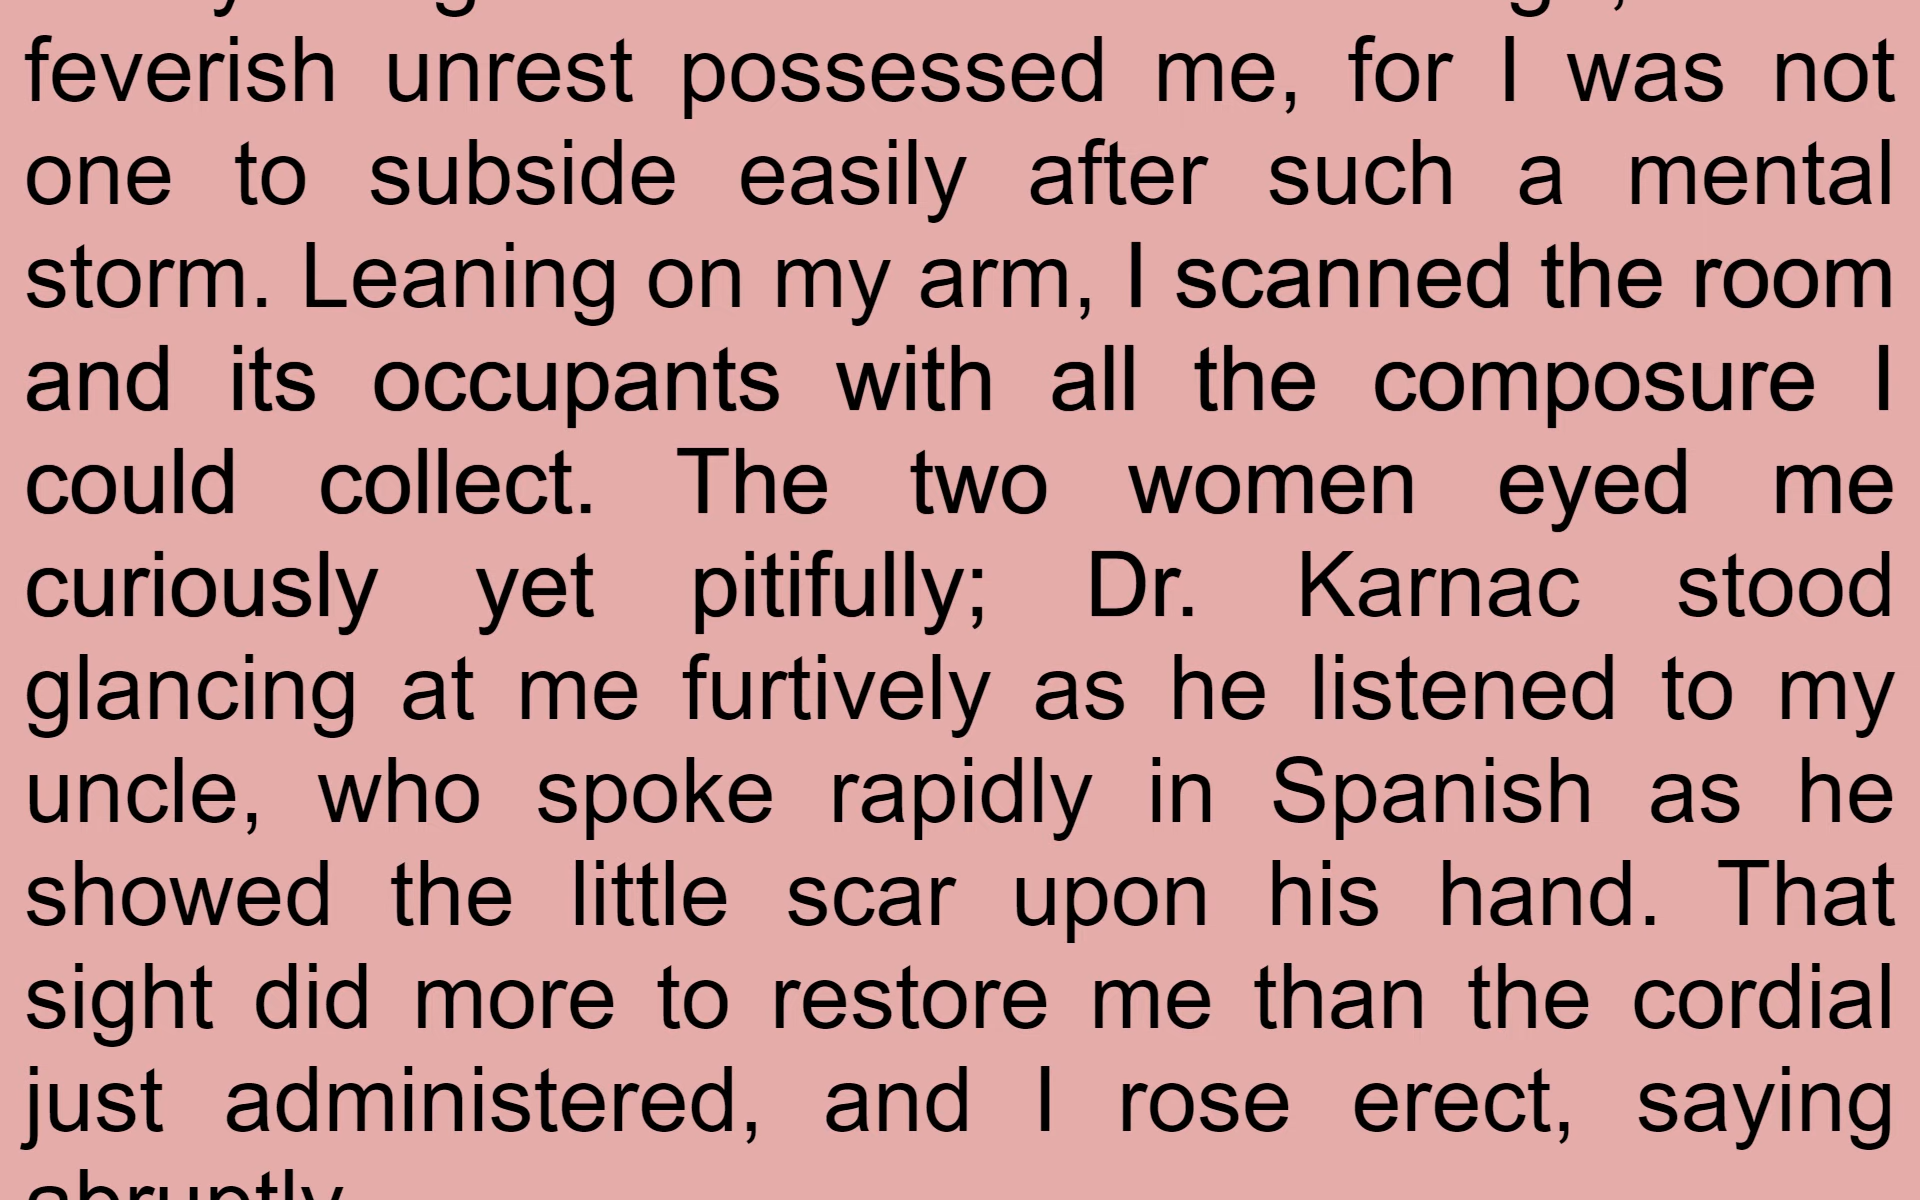 feverish unrest possessed me, for I was not
one to subside easily after such a mental
storm. Leaning on my arm, I scanned the room
and its occupants with all the composure I
could collect. The two women eyed me
curiously yet pitifully; Dr. Karnac stood
glancing at me furtively as he listened to my
uncle, who spoke rapidly in Spanish as he
showed the little scar upon his hand. That
sight did more to restore me than the cordial
just administered, and I rose erect, saying
abruptly